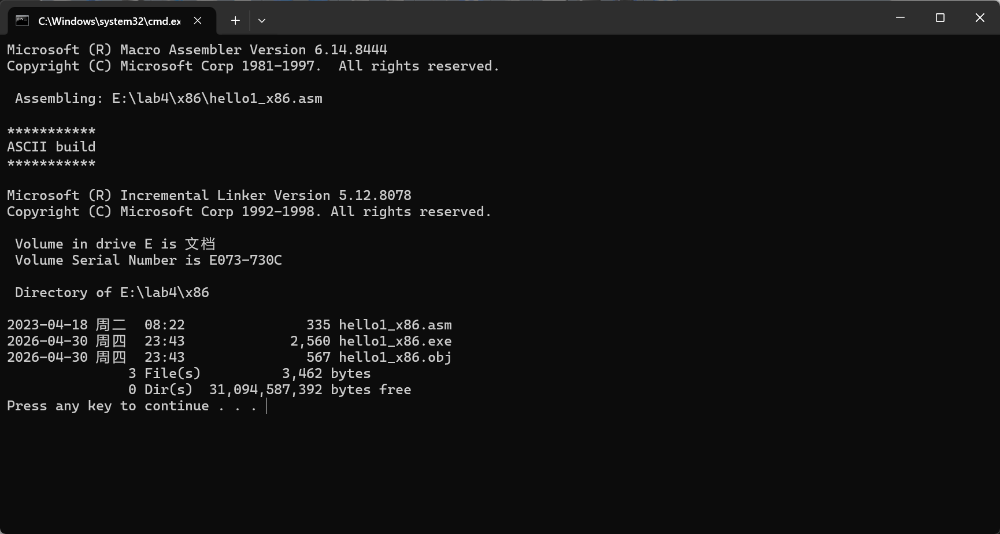 C:\Windows\system32\cmd.ex
Microsoft (R) Macro Assembler Version 6.14.8444
Copyright (C) Microsoft Corp 1981-1997.  All rights reserved.
 Assembling: E:\lab4\x86\hello1_x86.asm
***********
ASCII build
***********
Microsoft (R) Incremental Linker Version 5.12.8078
Copyright (C) Microsoft Corp 1992-1998. All rights reserved.
 Volume in drive E is 文档
 Volume Serial Number is E073-730C
 Directory of E:\lab4\x86
2023-04-18 周二  08:22               335 hello1_x86.asm
2026-04-30 周四  23:43             2,560 hello1_x86.exe
2026-04-30 周四  23:43               567 hello1_x86.obj
               3 File(s)          3,462 bytes
               0 Dir(s)  31,094,587,392 bytes free
Press any key to continue . . .